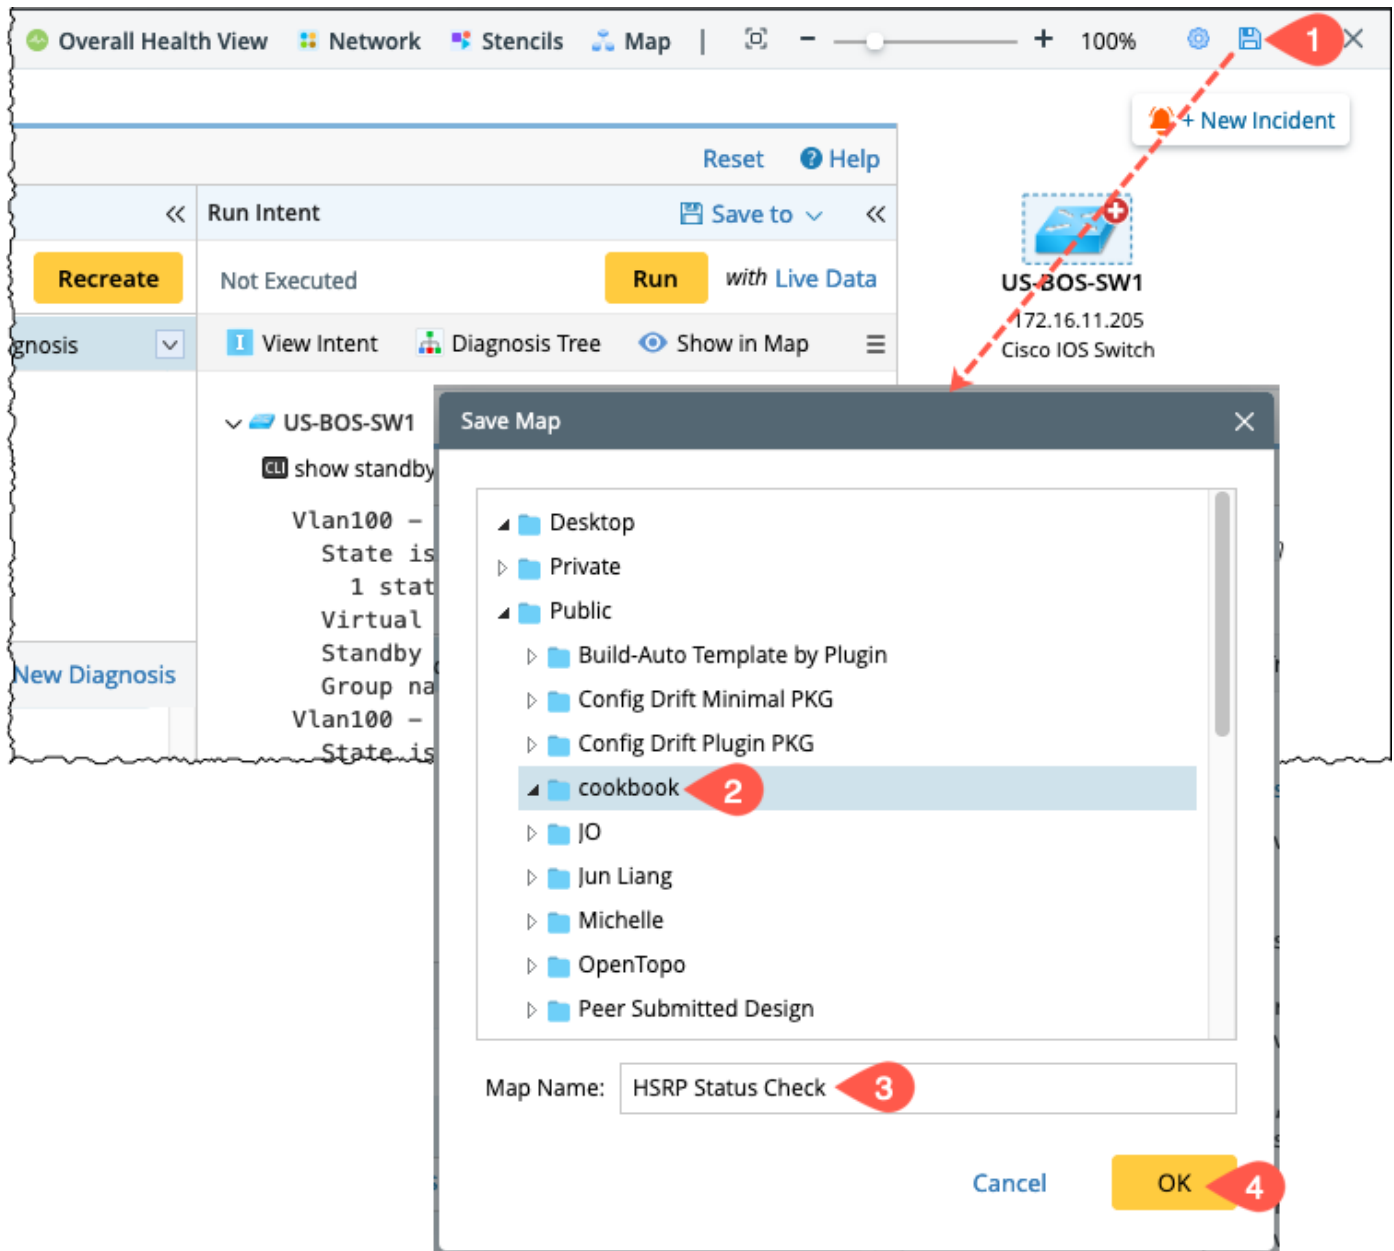 Overall Health View Network Stencils Map | − + 100% 1
+ New Incident
Reset Help
Run Intent Save to
Recreate Not Executed Run with Live Data
gnosis View Intent Diagnosis Tree Show in Map
US-BOS-SW1
172.16.11.205
Cisco IOS Switch
US-BOS-SW1
CLI show standby
Vlan100 –
State is
1 stat
Virtual
Standby
Group na
Vlan100 –
State is
New Diagnosis
Save Map
Desktop
Private
Public
Build-Auto Template by Plugin
Config Drift Minimal PKG
Config Drift Plugin PKG
cookbook 2
JO
Jun Liang
Michelle
OpenTopo
Peer Submitted Design
Map Name: HSRP Status Check 3
Cancel OK 4